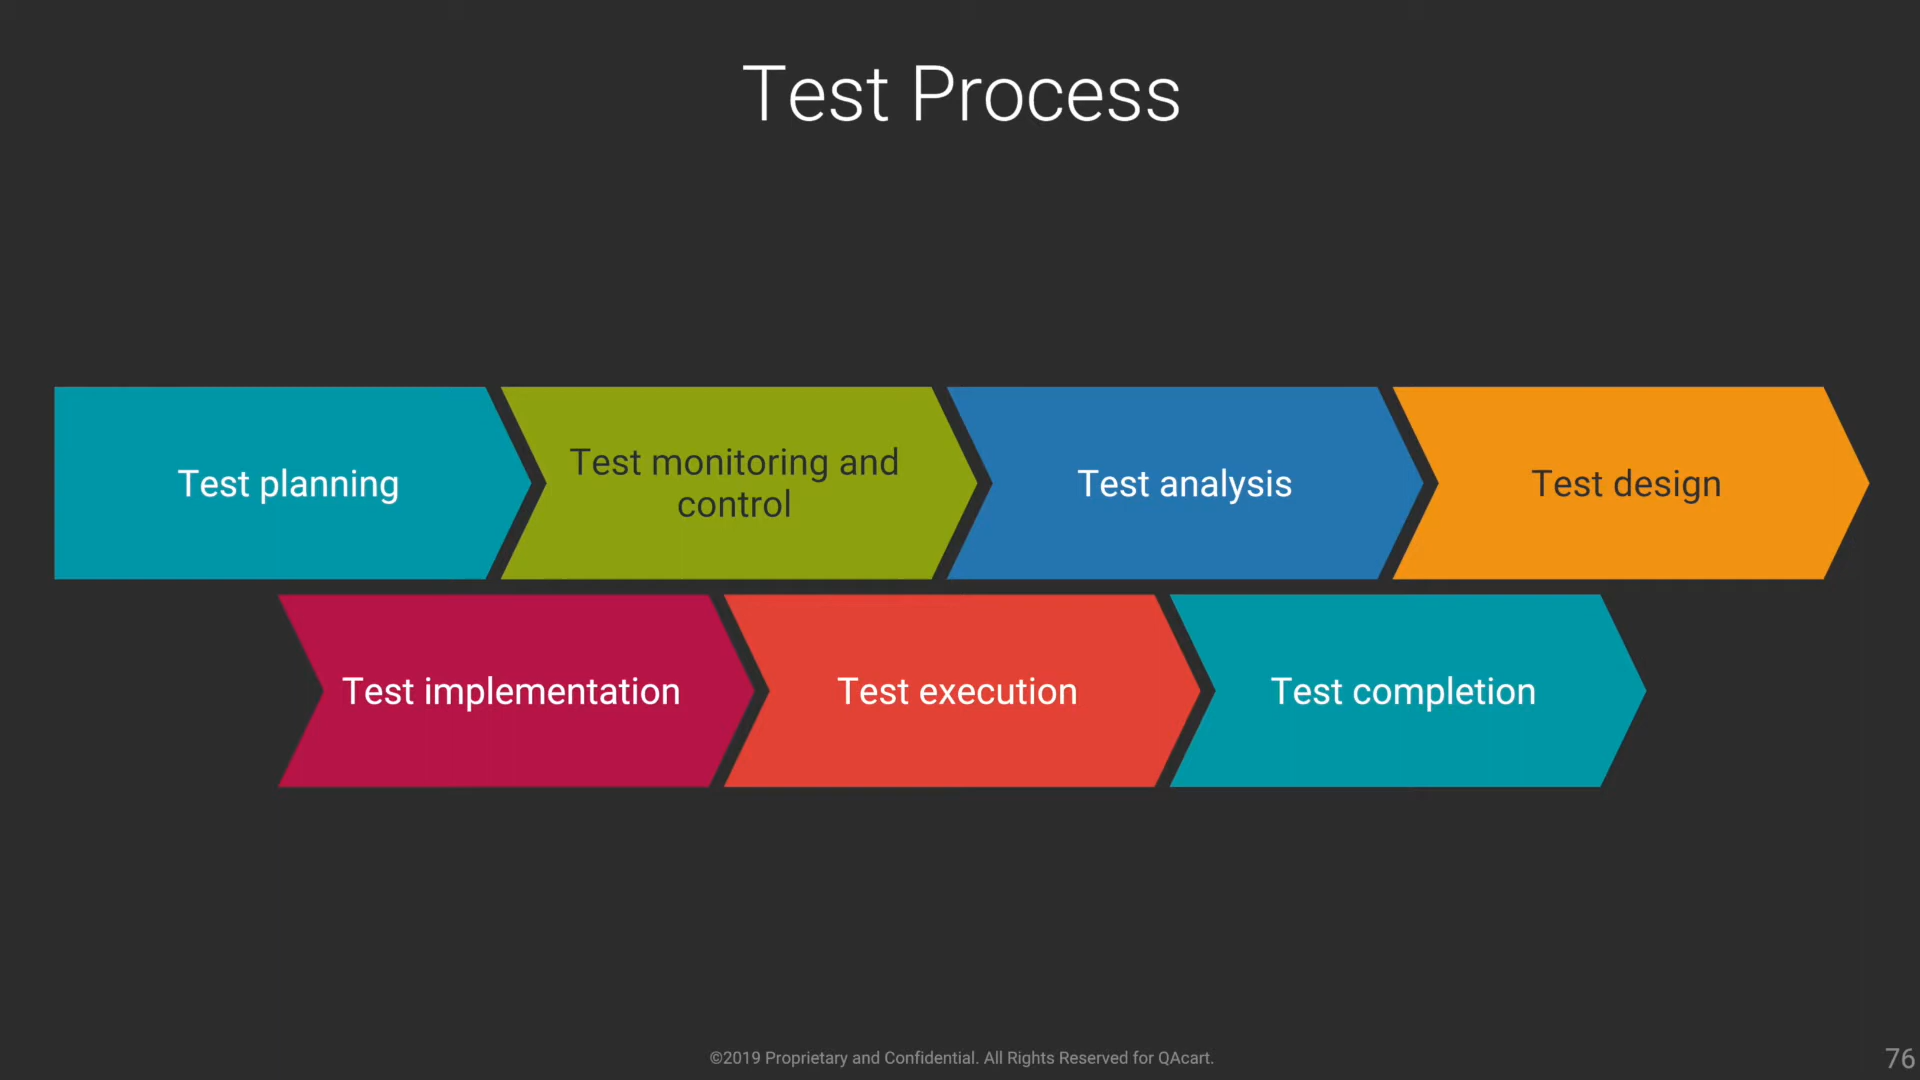 Test Process
Test planning
Test monitoring and
control
Test analysis
Test design
Test implementation
Test execution
Test completion
©2019 Proprietary and Confidential. All Rights Reserved for QAcart.
76